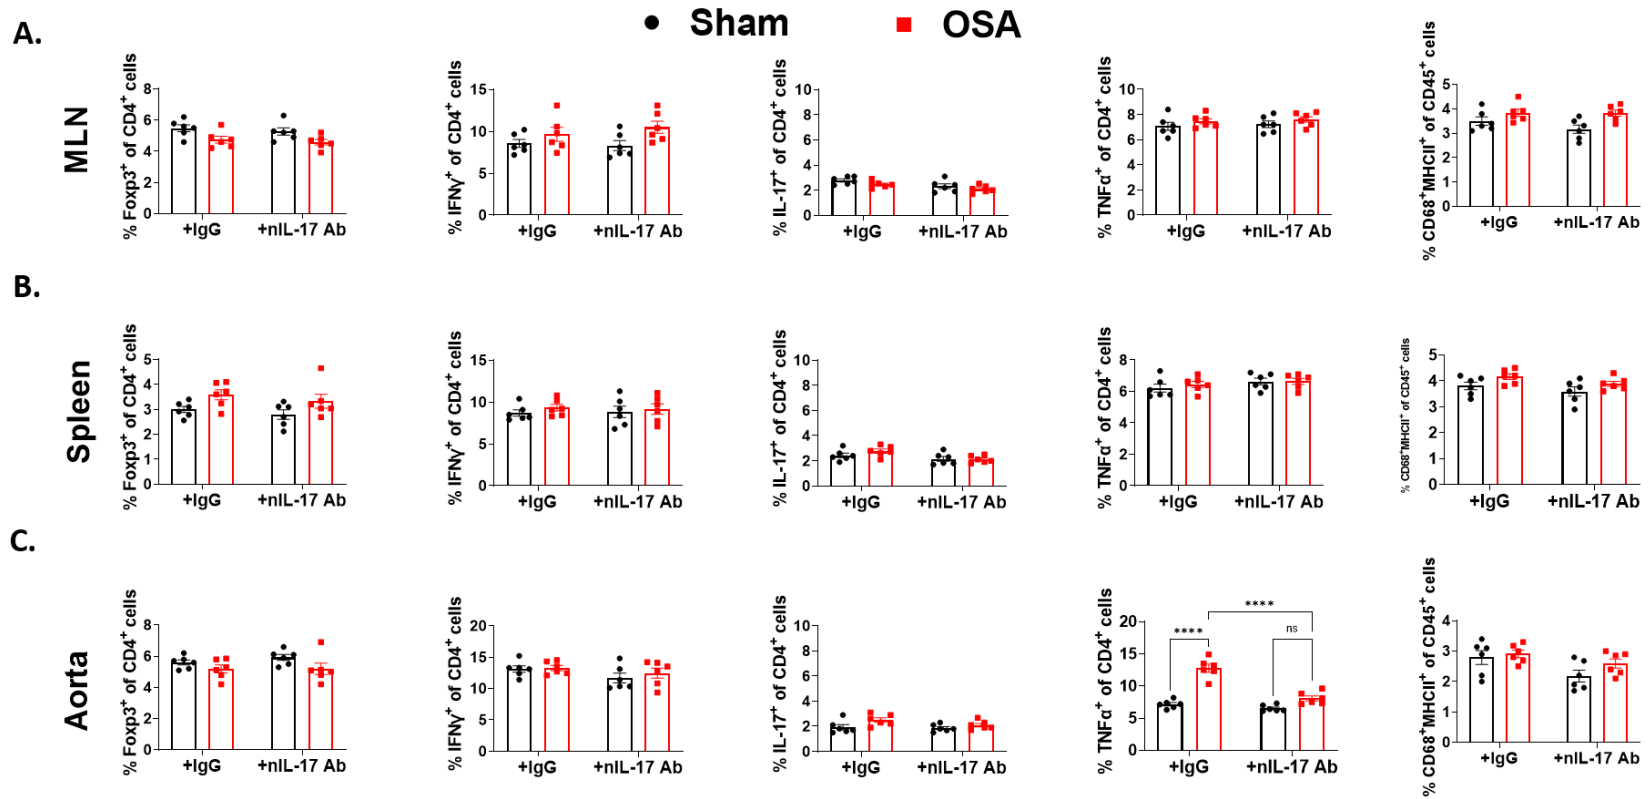 Sham OSA
A.
MLN
% Foxp3⁺ of CD4⁺ cells
8
6
4
2
0
+IgG +nIL-17 Ab
% IFNγ⁺ of CD4⁺ cells
15
10
5
0
+IgG +nIL-17 Ab
% IL-17⁺ of CD4⁺ cells
10
8
6
4
2
0
+IgG +nIL-17 Ab
% TNFα⁺ of CD4⁺ cells
10
8
6
4
2
0
+IgG +nIL-17 Ab
% CD68⁺MHCII⁺ of CD45⁺ cells
5
4
3
2
1
0
+IgG +nIL-17 Ab
B.
Spleen
% Foxp3⁺ of CD4⁺ cells
5
4
3
2
1
0
+IgG +nIL-17 Ab
% IFNγ⁺ of CD4⁺ cells
15
10
5
0
+IgG +nIL-17 Ab
% IL-17⁺ of CD4⁺ cells
10
8
6
4
2
0
+IgG +nIL-17 Ab
% TNFα⁺ of CD4⁺ cells
8
6
4
2
0
+IgG +nIL-17 Ab
% CD68⁺MHCII⁺ of CD45⁺ cells
5
4
3
2
1
0
+IgG +nIL-17 Ab
C.
Aorta
% Foxp3⁺ of CD4⁺ cells
8
6
4
2
0
+IgG +nIL-17 Ab
% IFNγ⁺ of CD4⁺ cells
20
15
10
5
0
+IgG +nIL-17 Ab
% IL-17⁺ of CD4⁺ cells
10
8
6
4
2
0
+IgG +nIL-17 Ab
% TNFα⁺ of CD4⁺ cells
20
15
10
5
0
****
**** ns
+IgG +nIL-17 Ab
% CD68⁺MHCII⁺ of CD45⁺ cells
4
3
2
1
0
+IgG +nIL-17 Ab